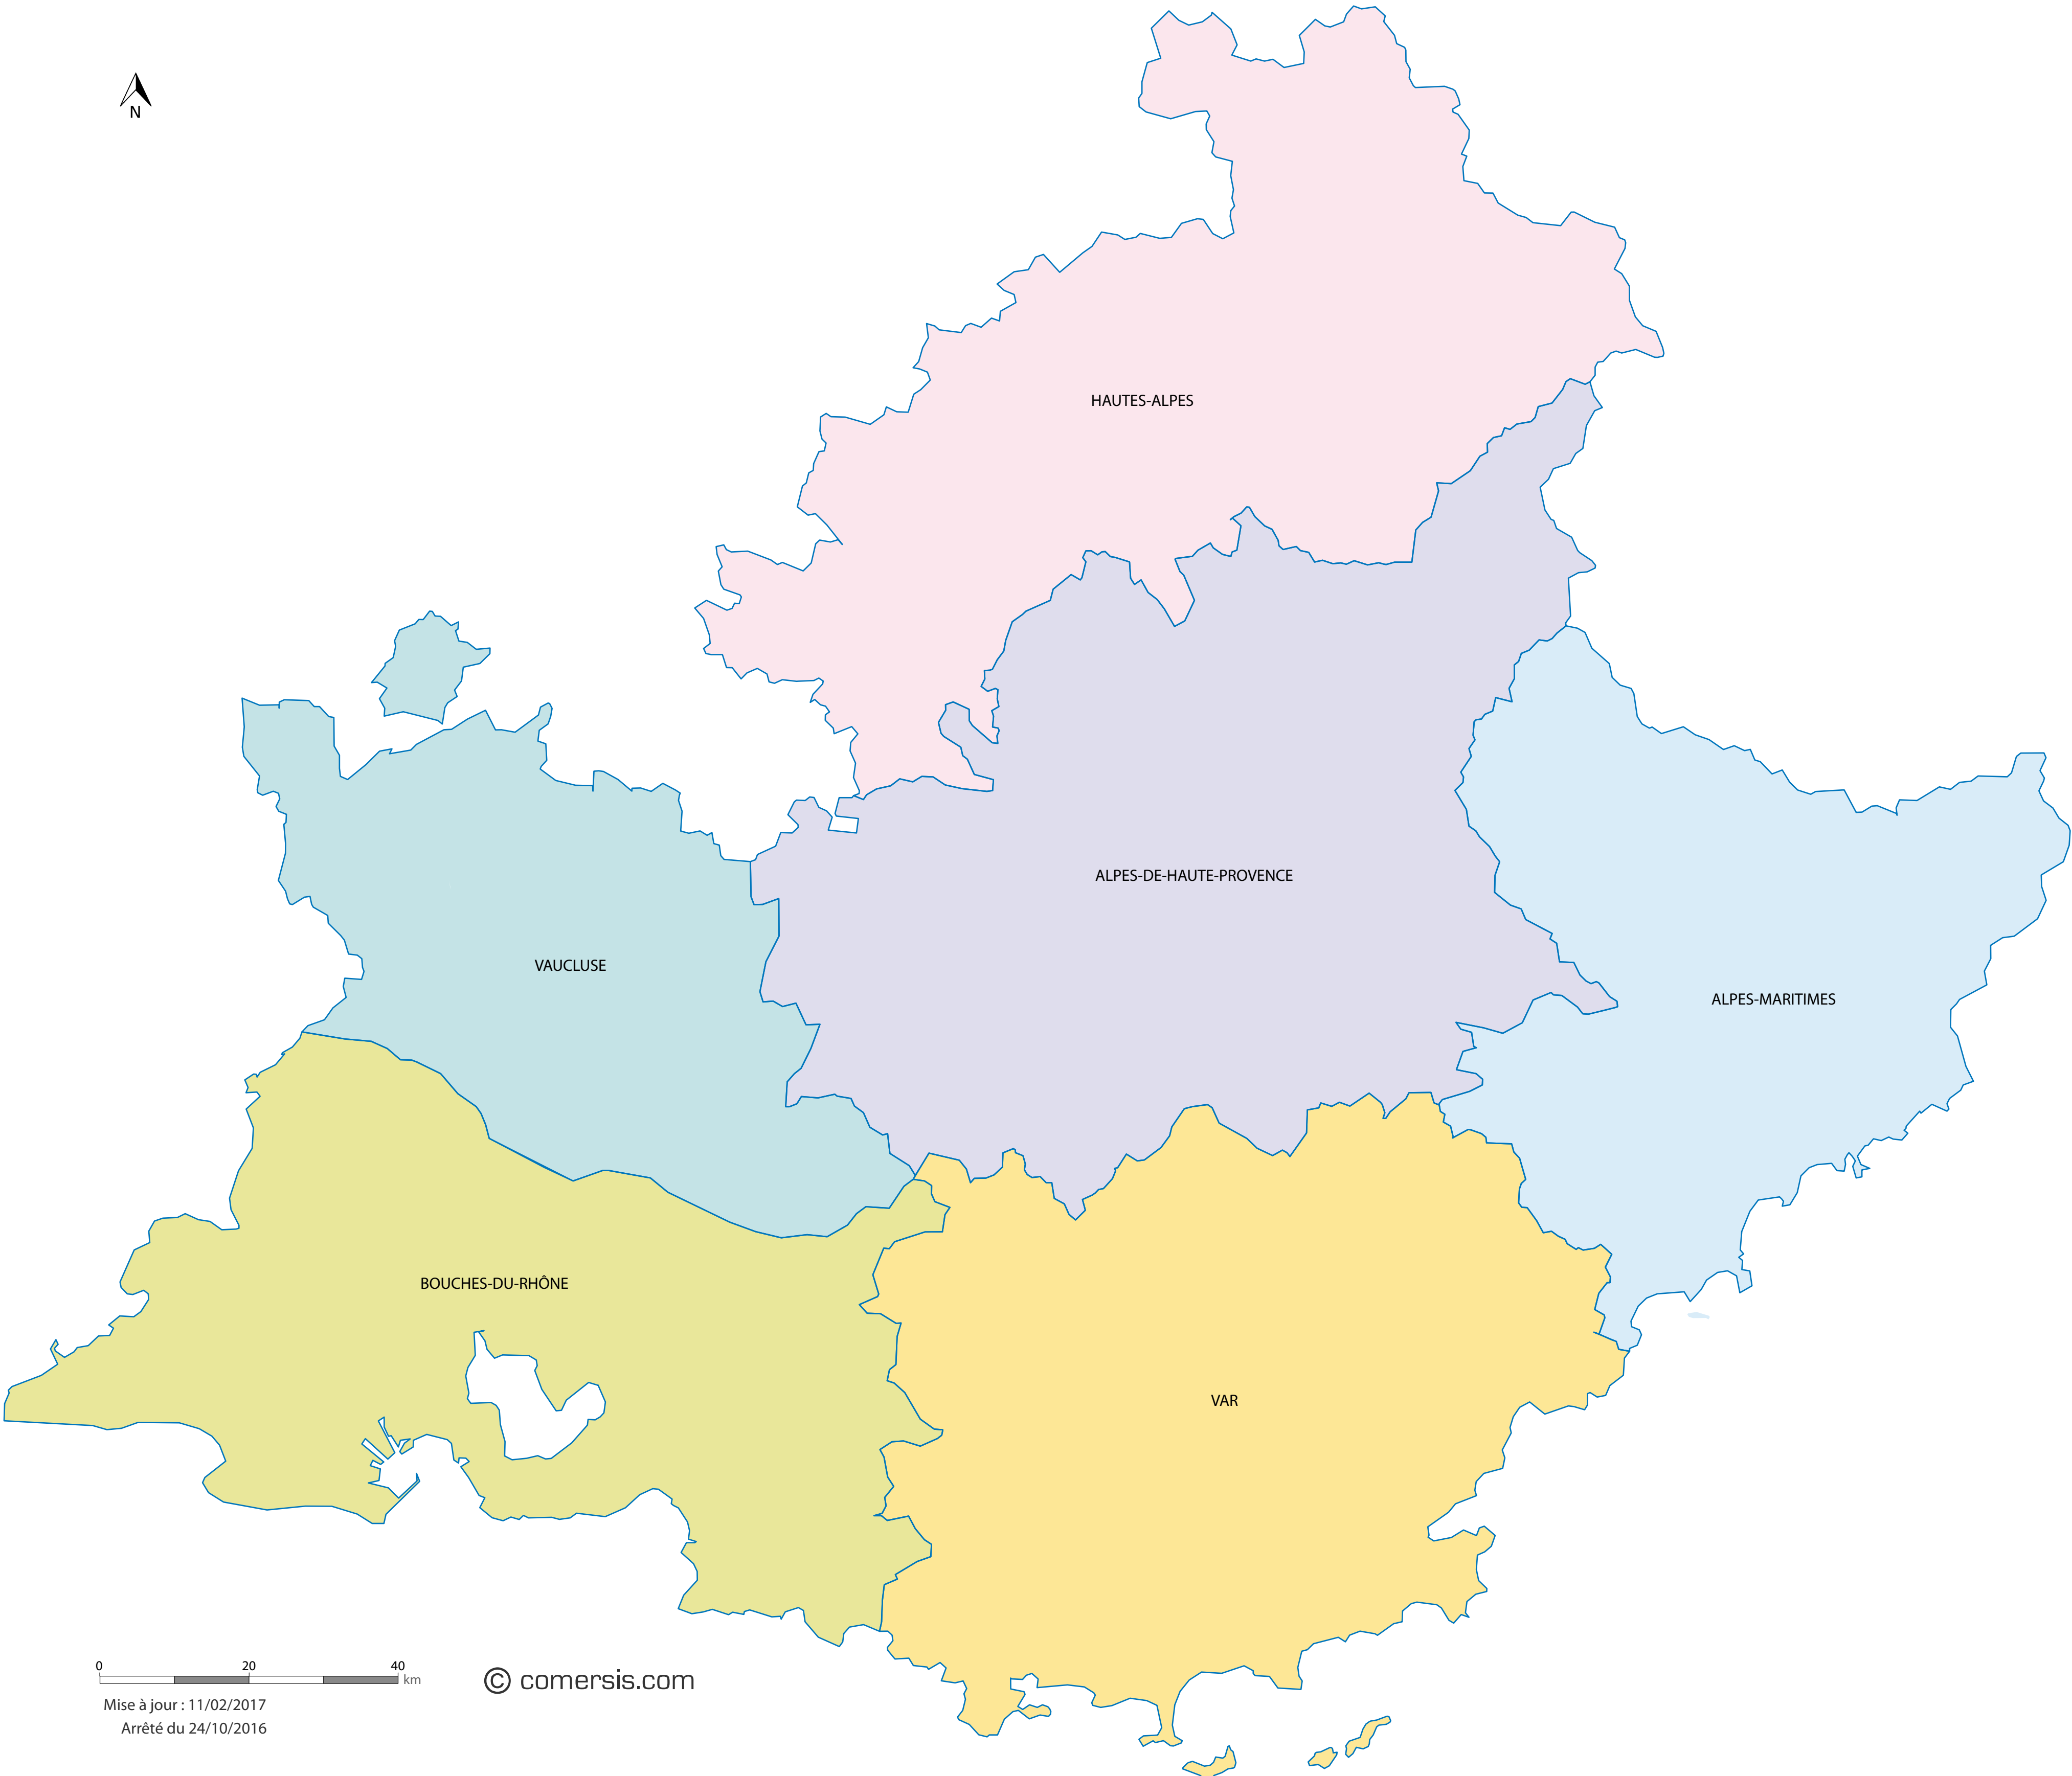 N
HAUTES-ALPES
ALPES-DE-HAUTE-PROVENCE
VAUCLUSE
ALPES-MARITIMES
BOUCHES-DU-RHÔNE
VAR
0 20 40
km
© comersis.com
Mise à jour : 11/02/2017
Arrêté du 24/10/2016